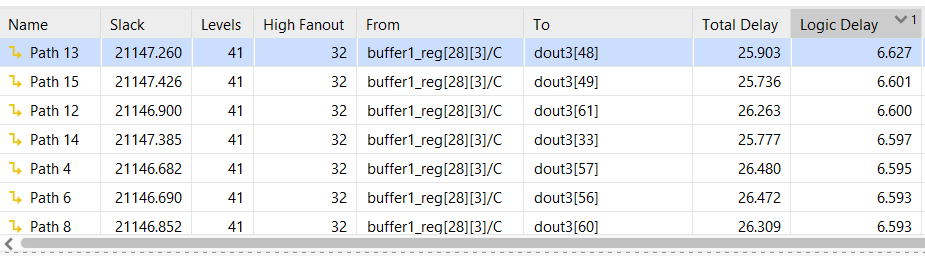 Name Slack Levels High Fanout From To Total Delay Logic Delay 1
Path 13 21147.260 41 32 buffer1_reg[28][3]/C dout3[48] 25.903 6.627
Path 15 21147.426 41 32 buffer1_reg[28][3]/C dout3[49] 25.736 6.601
Path 12 21146.900 41 32 buffer1_reg[28][3]/C dout3[61] 26.263 6.600
Path 14 21147.385 41 32 buffer1_reg[28][3]/C dout3[33] 25.777 6.597
Path 4 21146.682 41 32 buffer1_reg[28][3]/C dout3[57] 26.480 6.595
Path 6 21146.690 41 32 buffer1_reg[28][3]/C dout3[56] 26.472 6.593
Path 8 21146.852 41 32 buffer1_reg[28][3]/C dout3[60] 26.309 6.593